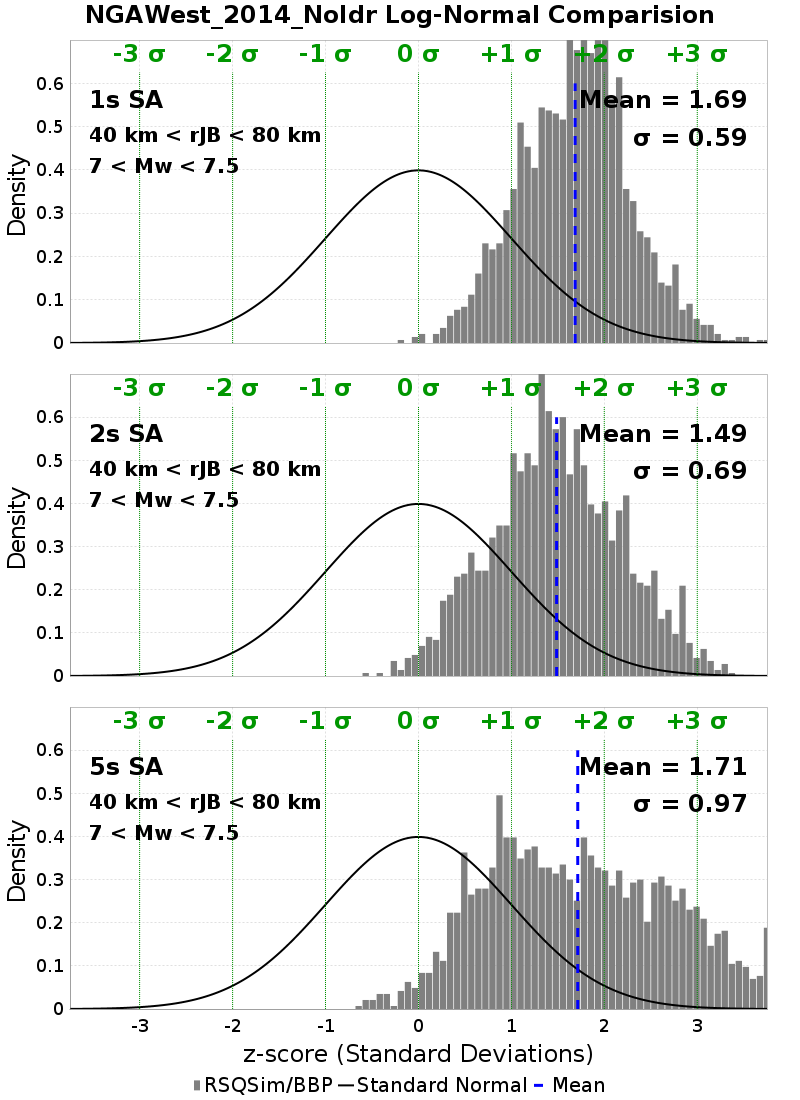 NGAWest_2014_NoIdr Log-Normal Comparision
-3 σ -2 σ -1 σ 0 σ +1 σ +2 σ +3 σ
1s SA Mean = 1.69
40 km < rJB < 80 km σ = 0.59
7 < Mw < 7.5
0.6
0.5
0.4
0.3
0.2
0.1
0
Density
-3 σ -2 σ -1 σ 0 σ +1 σ +2 σ +3 σ
2s SA Mean = 1.49
40 km < rJB < 80 km σ = 0.69
7 < Mw < 7.5
0.6
0.5
0.4
0.3
0.2
0.1
0
Density
-3 σ -2 σ -1 σ 0 σ +1 σ +2 σ +3 σ
5s SA Mean = 1.71
40 km < rJB < 80 km σ = 0.97
7 < Mw < 7.5
0.6
0.5
0.4
0.3
0.2
0.1
0
Density
-3 -2 -1 0 1 2 3
z-score (Standard Deviations)
RSQSim/BBP Standard Normal Mean